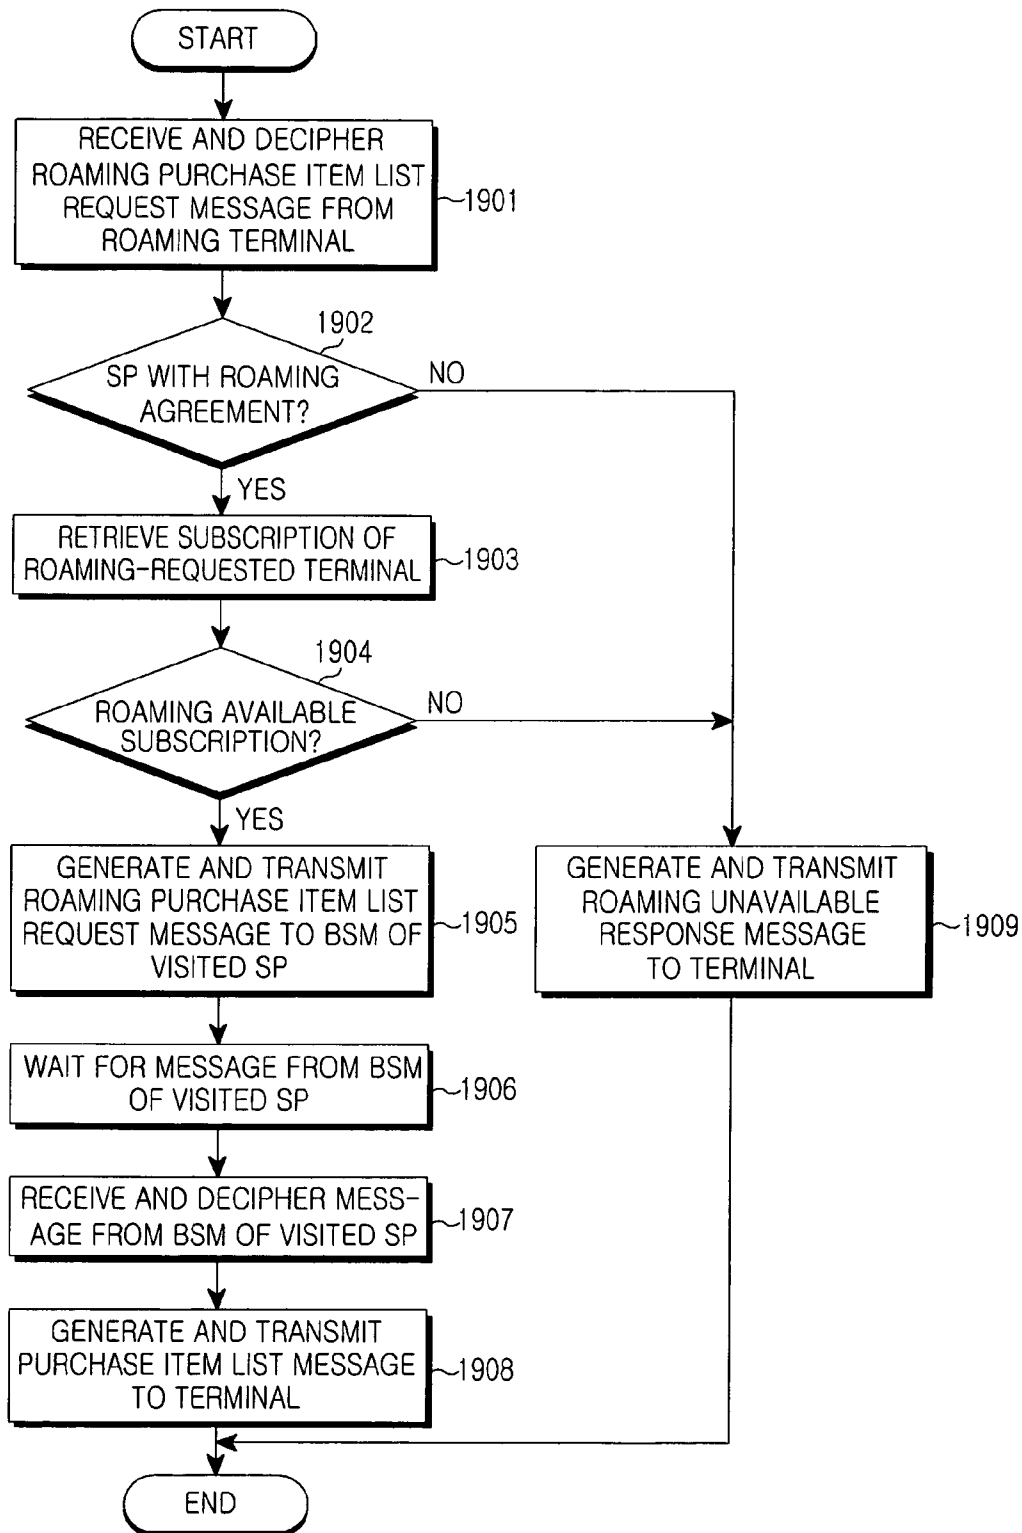 START
RECEIVE AND DECIPHER
ROAMING PURCHASE ITEM LIST
REQUEST MESSAGE FROM
ROAMING TERMINAL
1901
1902
SP WITH ROAMING
AGREEMENT?
NO
YES
RETRIEVE SUBSCRIPTION OF
ROAMING-REQUESTED TERMINAL
1903
1904
ROAMING AVAILABLE
SUBSCRIPTION?
NO
YES
GENERATE AND TRANSMIT
ROAMING PURCHASE ITEM LIST
REQUEST MESSAGE TO BSM OF
VISITED SP
1905
GENERATE AND TRANSMIT
ROAMING UNAVAILABLE
RESPONSE MESSAGE
TO TERMINAL
1909
WAIT FOR MESSAGE FROM BSM
OF VISITED SP
1906
RECEIVE AND DECIPHER MESS-
AGE FROM BSM OF VISITED SP
1907
GENERATE AND TRANSMIT
PURCHASE ITEM LIST MESSAGE
TO TERMINAL
1908
END